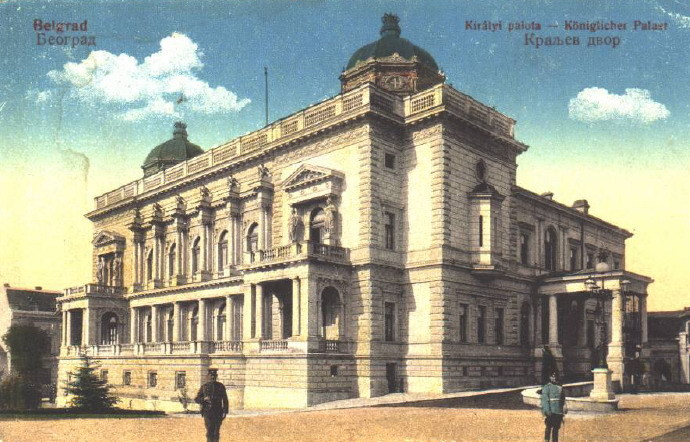 Belgrad
Београд
Királyi palota — Königlicher Palast
Краљев двор